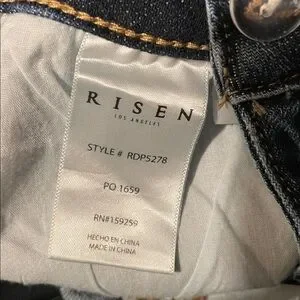 RISEN
LOS ANGELES
STYLE # RDP5278
PO 1659
RN#159259
HECHO EN CHINA
MADE IN CHINA